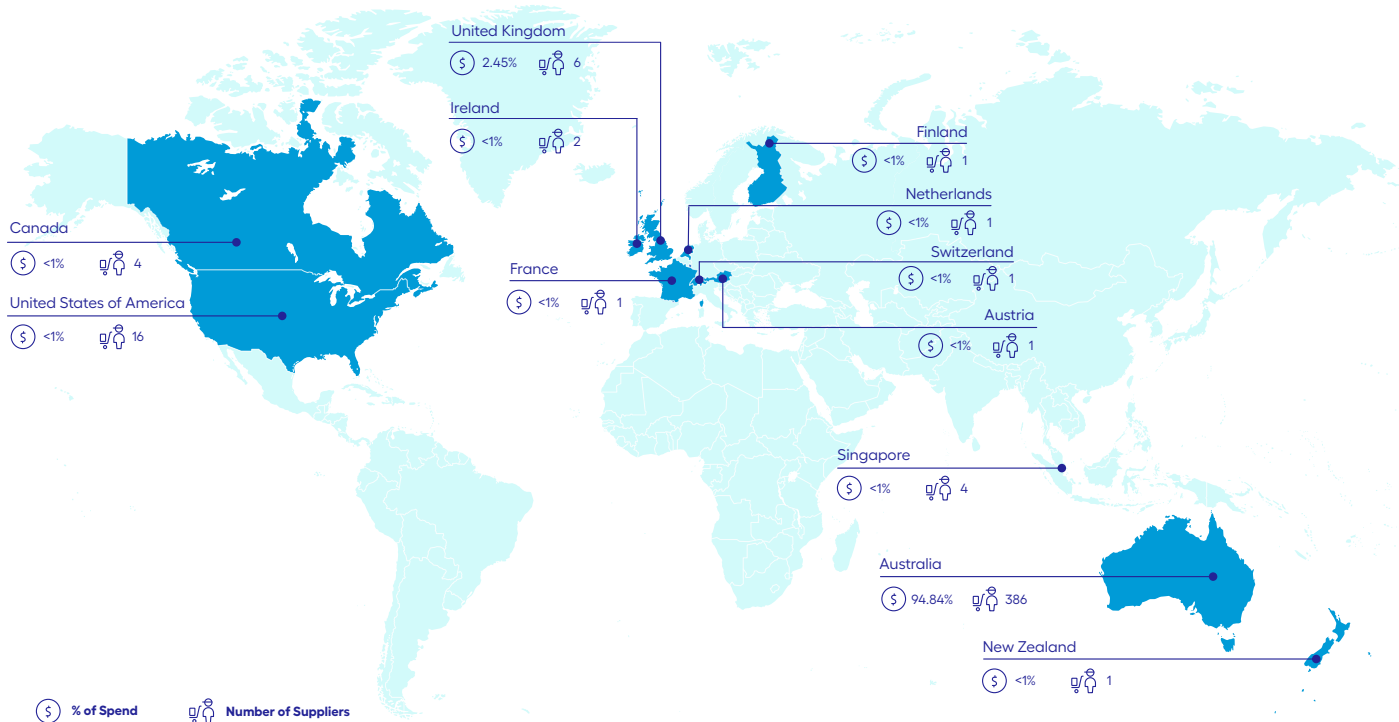 United Kingdom
$ 2.45% 6
Ireland
$ <1% 2
Finland
$ <1% 1
Netherlands
$ <1% 1
Canada
$ <1% 4
Switzerland
$ <1% 1
France
$ <1% 1
United States of America
$ <1% 16
Austria
$ <1% 1
Singapore
$ <1% 4
Australia
$ 94.84% 386
New Zealand
$ <1% 1
$ % of Spend Number of Suppliers